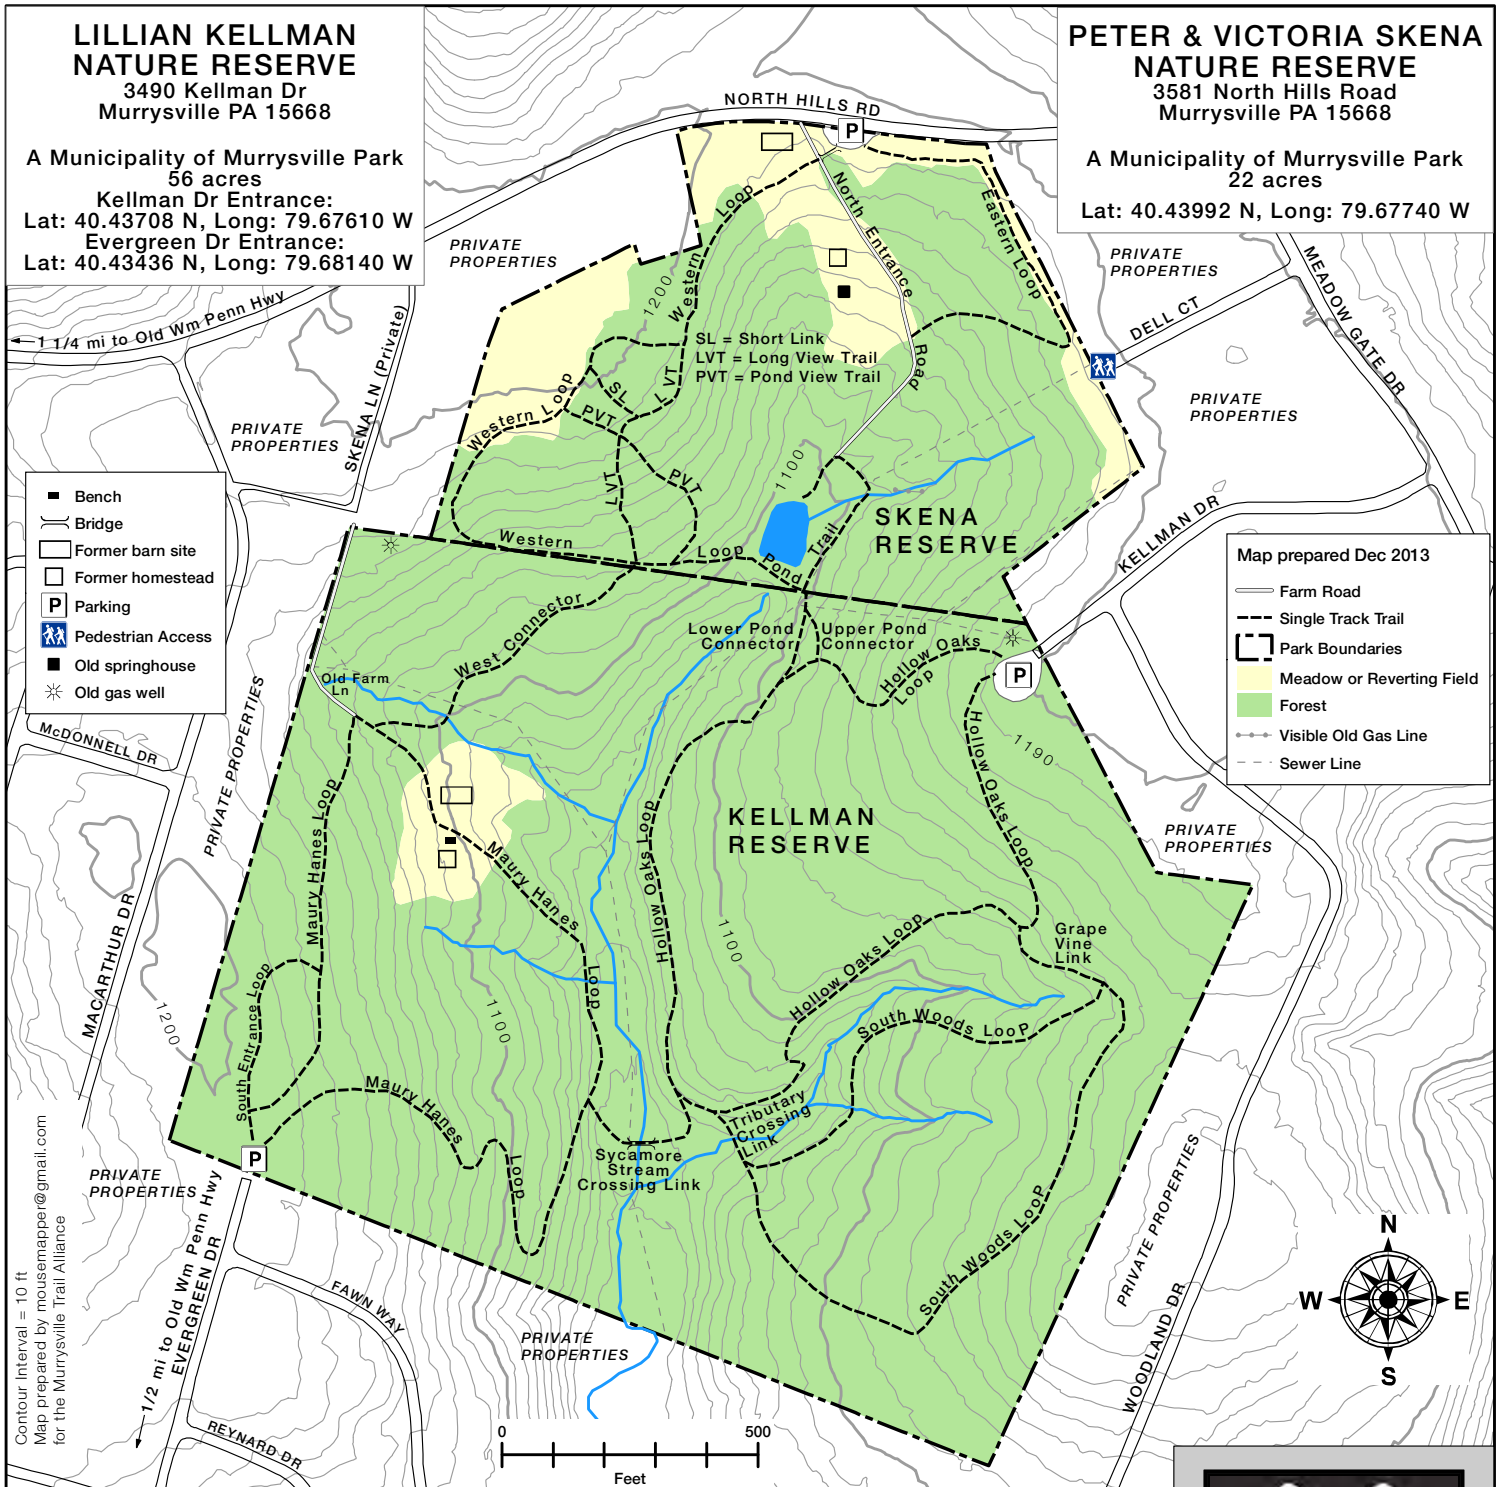 LILLIAN KELLMAN
NATURE RESERVE
3490 Kellman Dr
Murrysville PA 15668
A Municipality of Murrysville Park
56 acres
Kellman Dr Entrance:
Lat: 40.43708 N, Long: 79.67610 W
Evergreen Dr Entrance:
Lat: 40.43436 N, Long: 79.68140 W
PETER & VICTORIA SKENA
NATURE RESERVE
3581 North Hills Road
Murrysville PA 15668
A Municipality of Murrysville Park
22 acres
Lat: 40.43992 N, Long: 79.67740 W
NORTH HILLS RD
P
PRIVATE
PROPERTIES
PRIVATE
PROPERTIES
1 1/4 mi to Old Wm Penn Hwy
SKENA LN (Private)
PRIVATE
PROPERTIES
MEADOW GATE DR
DELL CT
PRIVATE
PROPERTIES
KELLMAN DR
Western Loop
North Entrance Road
Eastern Loop
1200
SL = Short Link
LVT = Long View Trail
PVT = Pond View Trail
SL
LVT
PVT
Western Loop
LVT
PVT
1100
Western Loop
Pond Trail
SKENA
RESERVE
Bench
Bridge
Former barn site
Former homestead
P Parking
Pedestrian Access
Old springhouse
Old gas well
Map prepared Dec 2013
Farm Road
Single Track Trail
Park Boundaries
Meadow or Reverting Field
Forest
Visible Old Gas Line
Sewer Line
West Connector
Lower Pond
Connector
Upper Pond
Connector
Hollow Oaks
Loop
P
Old Farm
Ln
McDONNELL DR
PRIVATE PROPERTIES
MACARTHUR DR
1200
Maury Hanes Loop
Maury Hanes
Loop
Hollow Oaks Loop
KELLMAN
RESERVE
Hollow Oaks Loop
1190
PRIVATE
PROPERTIES
1100
Hollow Oaks Loop
Grape
Vine
Link
South Woods LooP
South Entrance Loop
1100
Maury Hanes
Loop
Tributary
Crossing
Link
Sycamore
Stream
Crossing Link
South Woods LooP
P
PRIVATE
PROPERTIES
1/2 mi to Old Wm Penn Hwy
EVERGREEN DR
FAWN WAY
REYNARD DR
PRIVATE
PROPERTIES
PRIVATE PROPERTIES
WOODLAND DR
N
W E
S
0 500
Feet
Contour Interval = 10 ft
Map prepared by mousemapper@gmail.com
for the Murrysville Trail Alliance